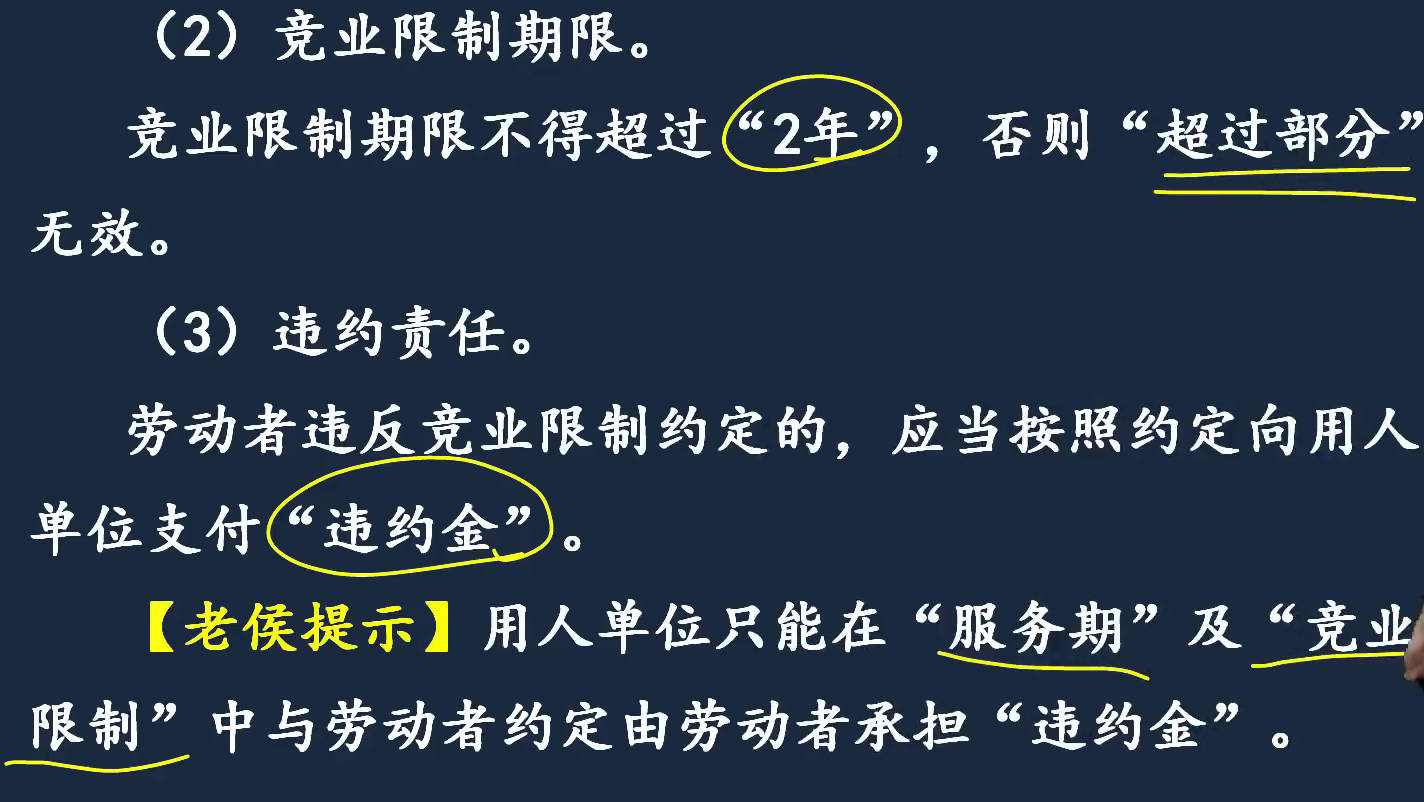 （2）竞业限制期限。
竞业限制期限不得超过“2年”，否则“超过部分”
无效。
（3）违约责任。
劳动者违反竞业限制约定的，应当按照约定向用人
单位支付“违约金”。
【老侯提示】用人单位只能在“服务期”及“竞业
限制”中与劳动者约定由劳动者承担“违约金”。